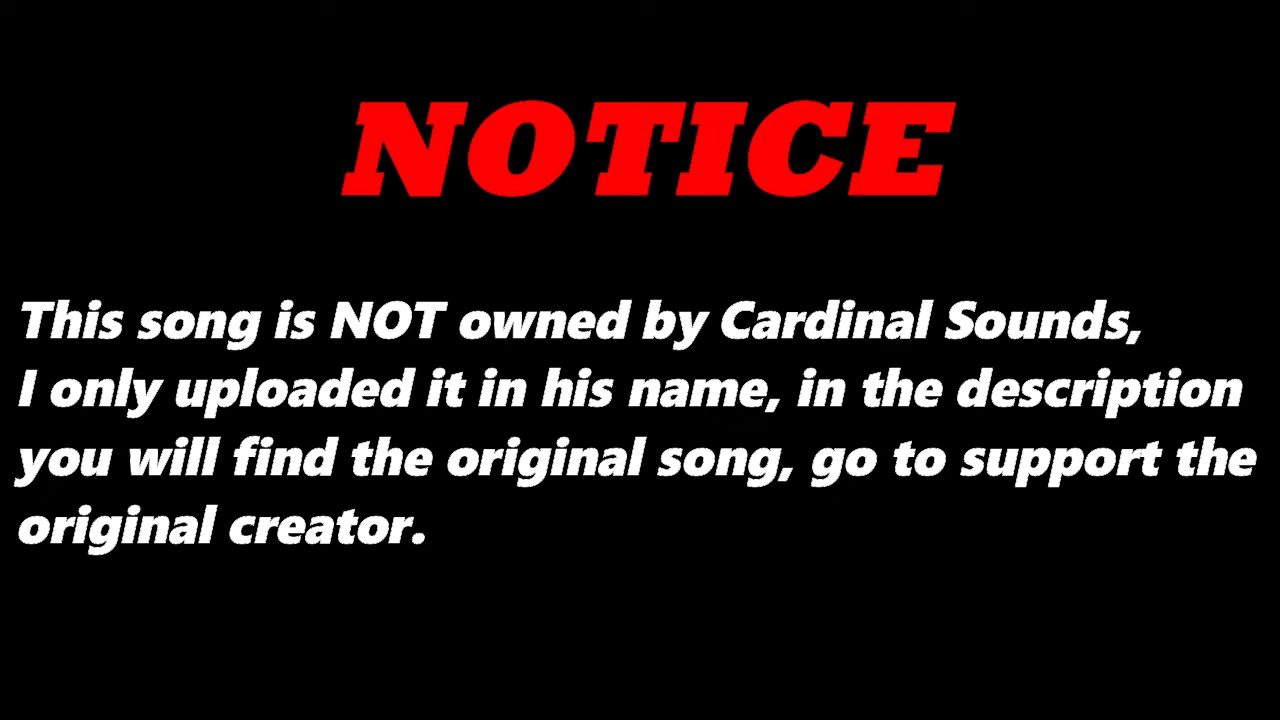 NOTICE
This song is NOT owned by Cardinal Sounds,
I only uploaded it in his name, in the description
you will find the original song, go to support the
original creator.